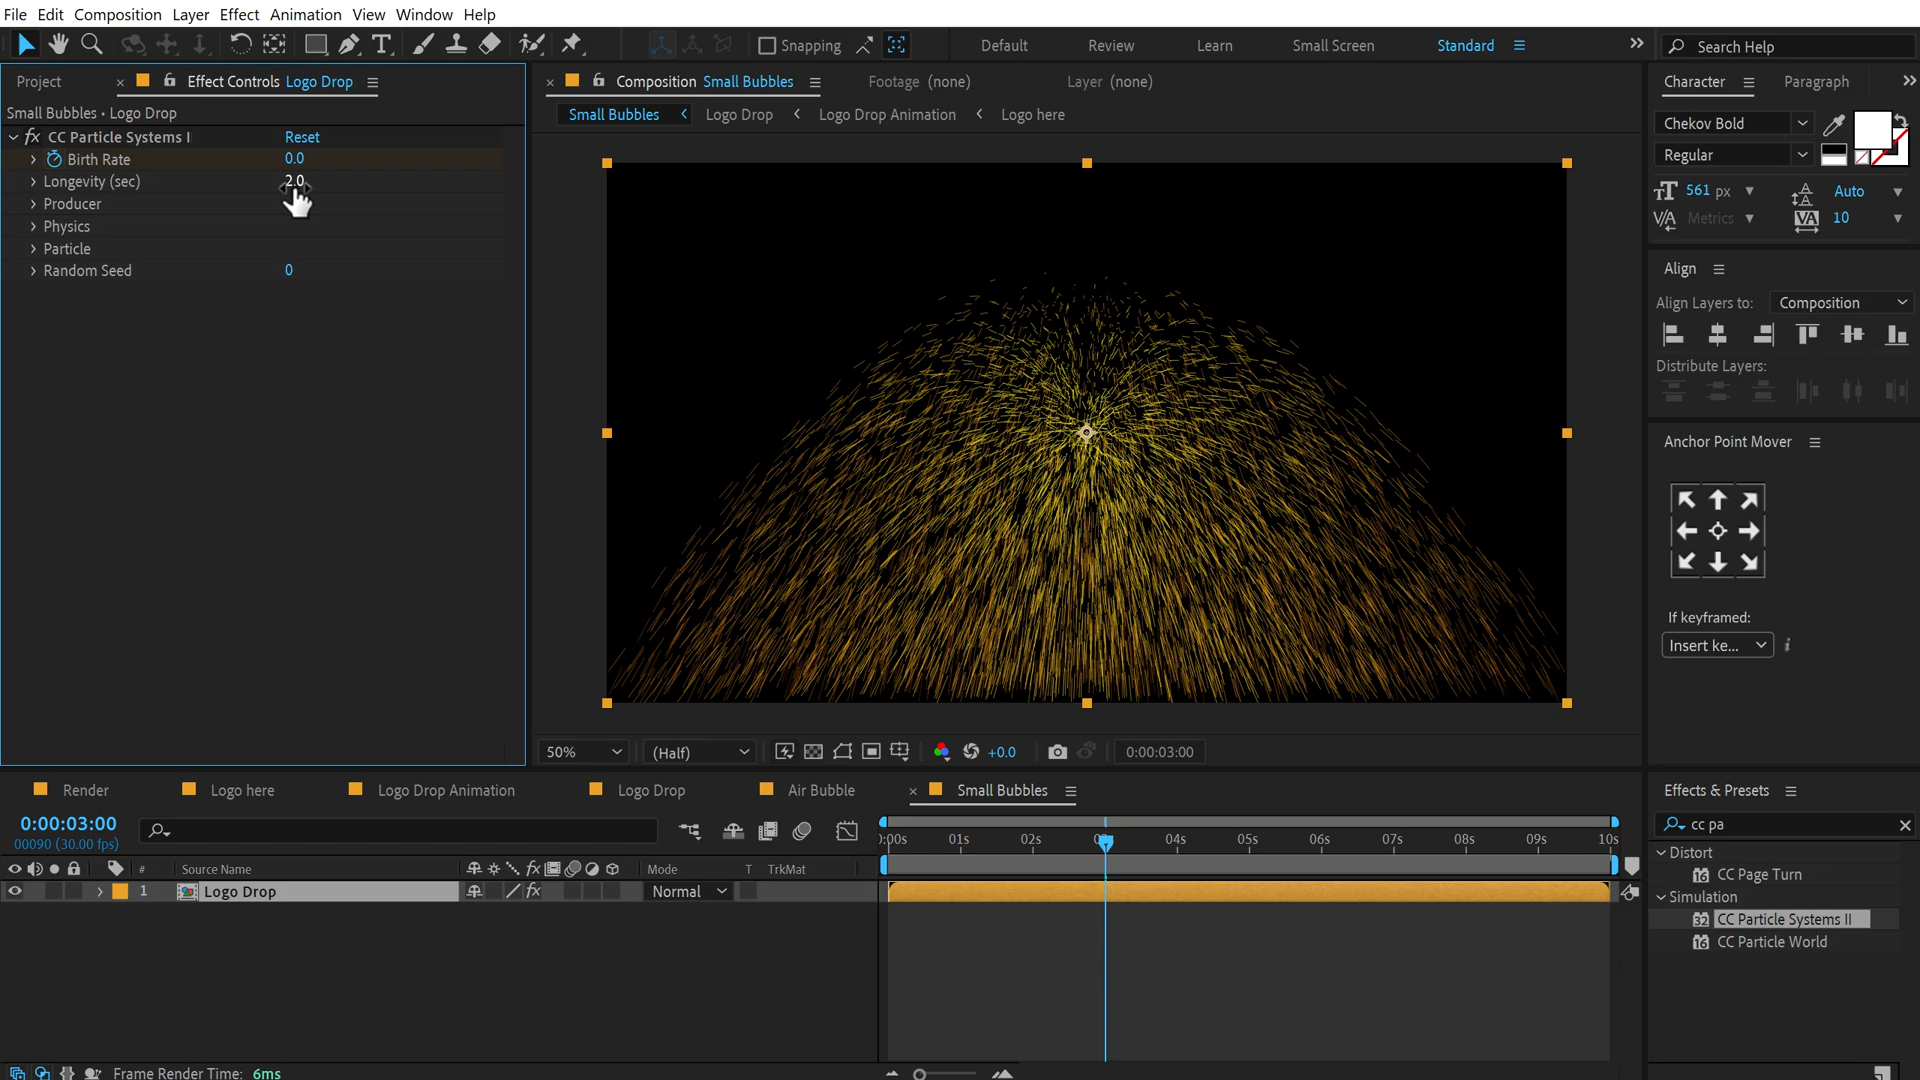 File Edit Composition Layer Effect Animation View Window Help
Snapping Default Review Learn Small Screen Standard Search Help
Project Effect Controls Logo Drop
Composition Small Bubbles Footage (none) Layer (none)
Character Paragraph
Small Bubbles • Logo Drop
Small Bubbles Logo Drop Logo Drop Animation Logo here
CC Particle Systems II Reset
Birth Rate 0.0
Longevity (sec) 2.0
Producer
Physics
Particle
Random Seed 0
Chekov Bold
Regular
561 px Auto
Metrics 10
Align
Align Layers to: Composition
Distribute Layers:
Anchor Point Mover
If keyframed:
Insert ke...
50% (Half) +0.0 0:00:03:00
Render Logo here Logo Drop Animation Logo Drop Air Bubble Small Bubbles
0:00:03:00
00090 (30.00 fps)
:00s 01s 02s 04s 05s 06s 07s 08s 09s 10s
# Source Name Mode T TrkMat
1 Logo Drop Normal
Effects & Presets
cc pa
Distort
CC Page Turn
Simulation
CC Particle Systems II
CC Particle World
Frame Render Time: 6ms